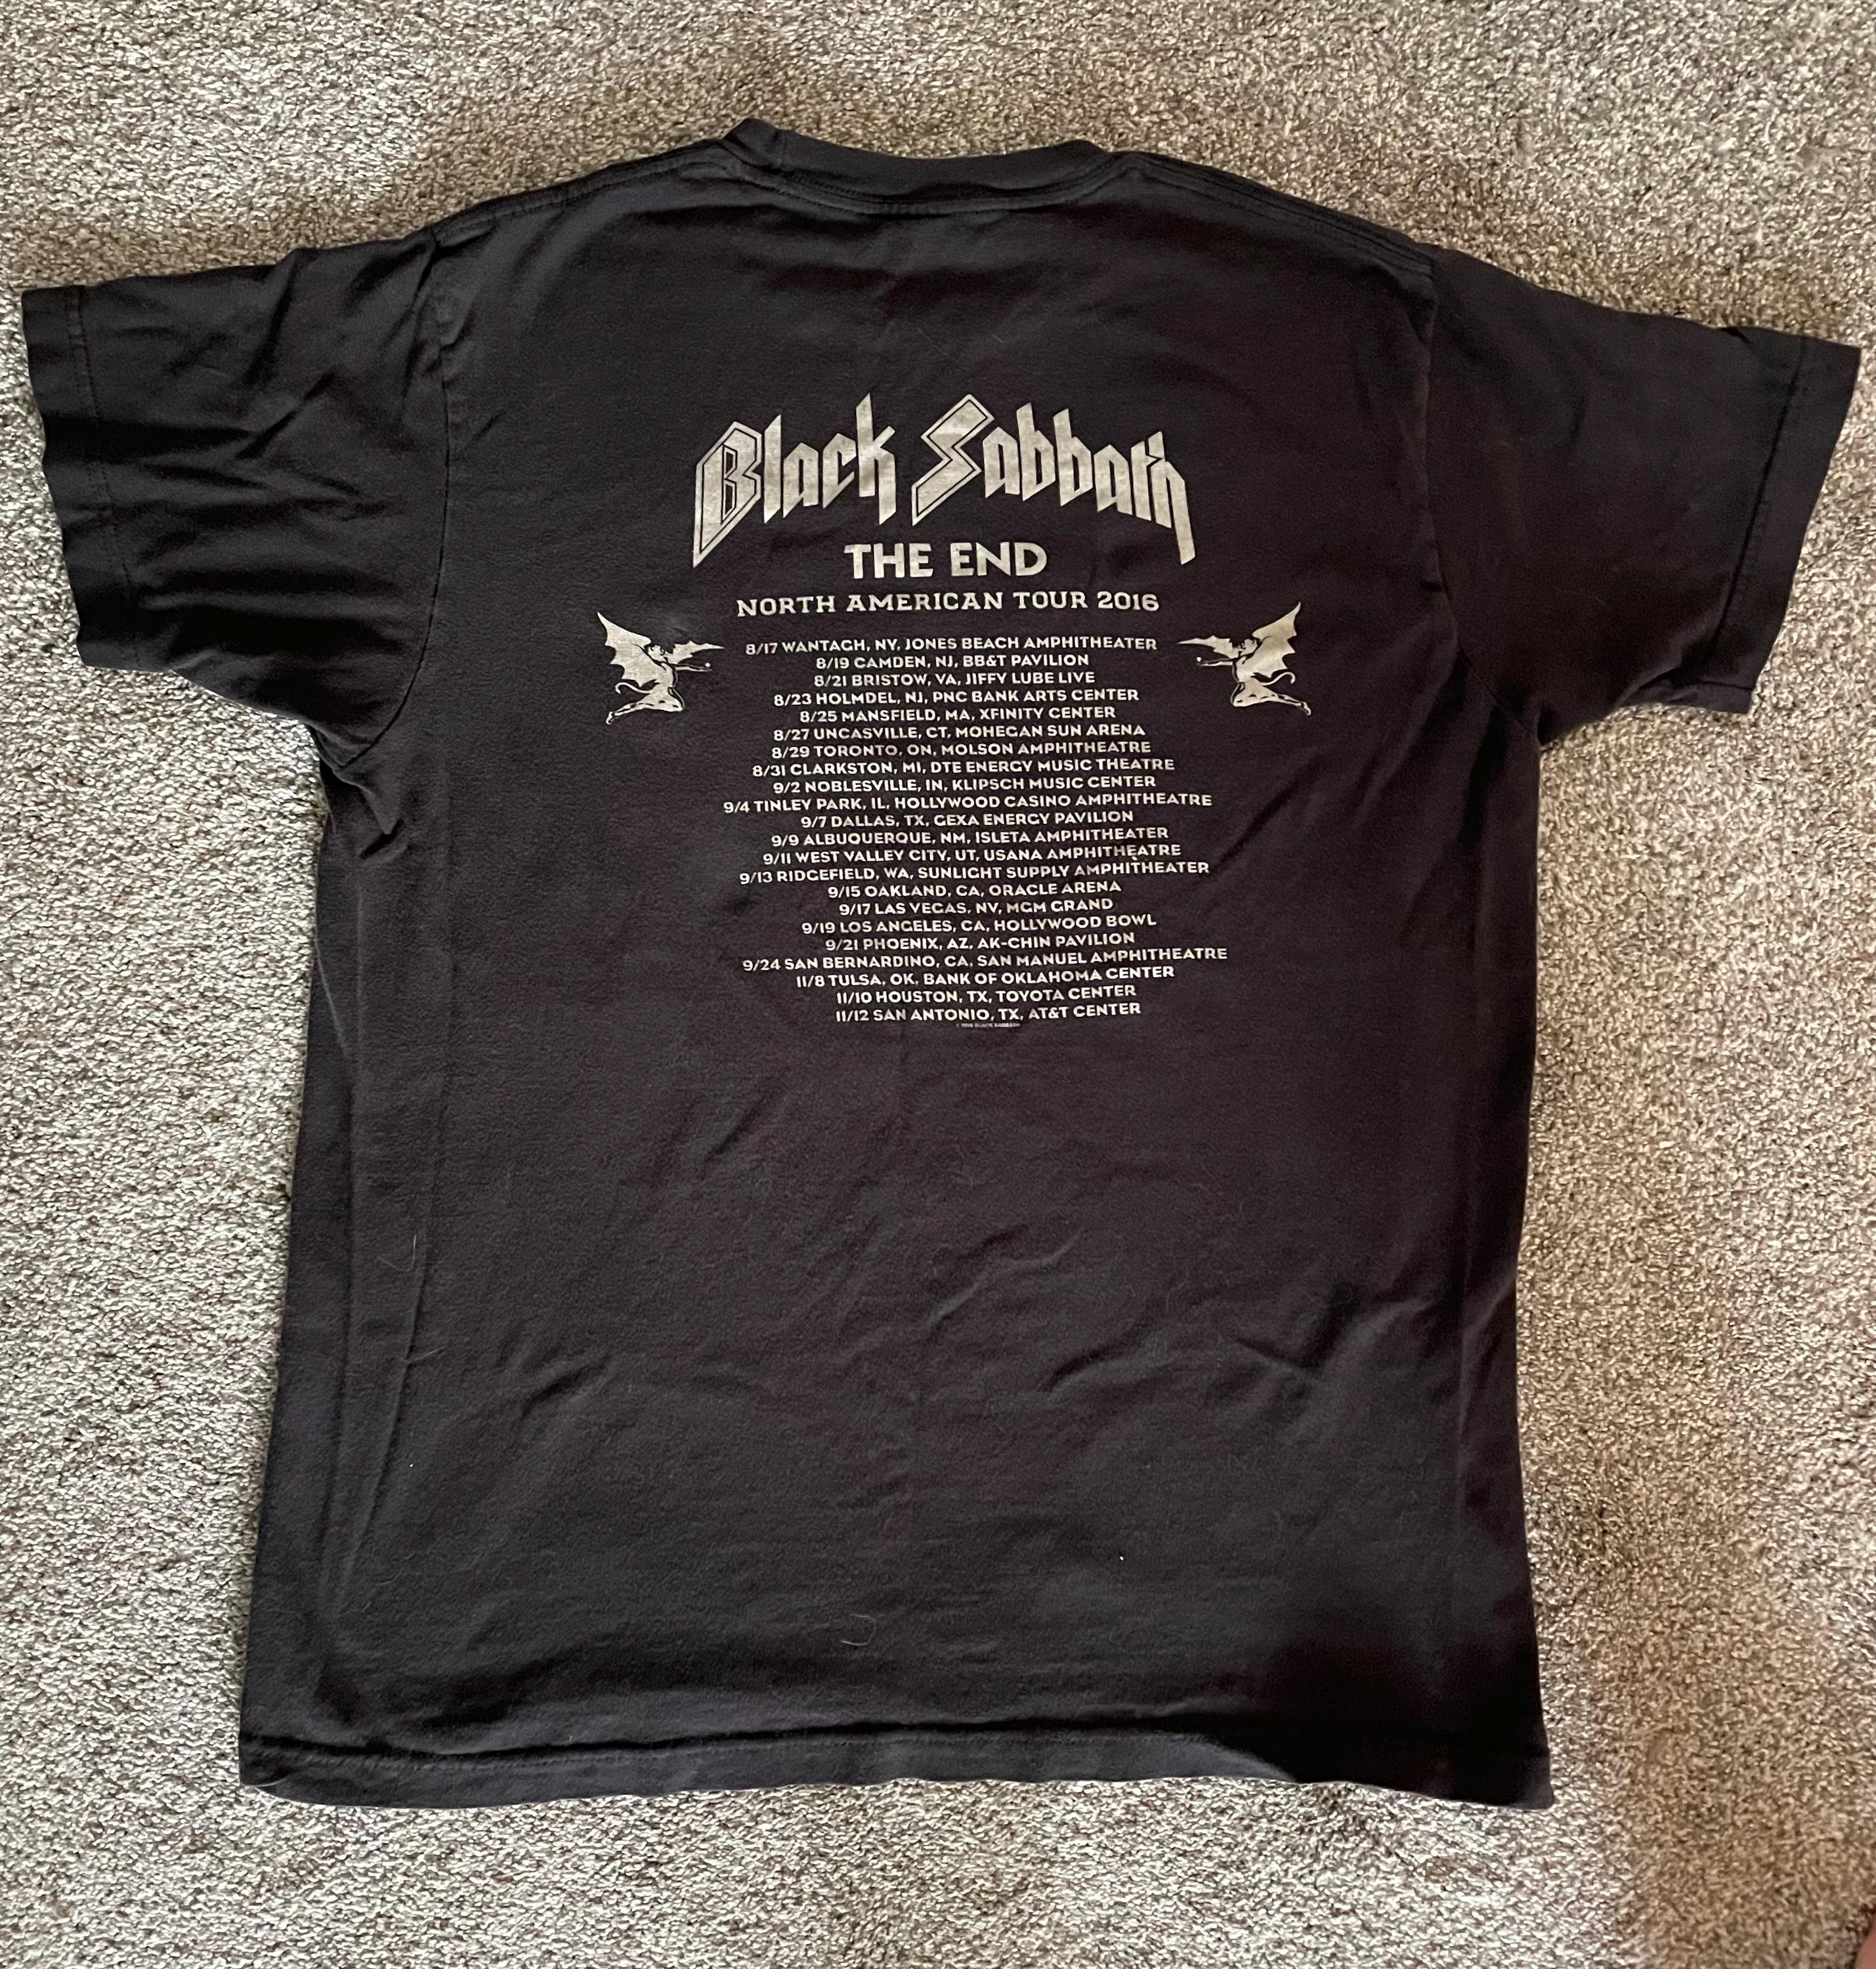 Black Sabbath
THE END
NORTH AMERICAN TOUR 2016
8/17 WANTAGH, NY, JONES BEACH AMPHITHEATER
8/19 CAMDEN, NJ, BB&T PAVILION
8/21 BRISTOW, VA, JIFFY LUBE LIVE
8/23 HOLMDEL, NJ, PNC BANK ARTS CENTER
8/25 MANSFIELD, MA, XFINITY CENTER
8/27 UNCASVILLE, CT, MOHEGAN SUN ARENA
8/29 TORONTO, ON, MOLSON AMPHITHEATRE
8/31 CLARKSTON, MI, DTE ENERGY MUSIC THEATRE
9/2 NOBLESVILLE, IN, KLIPSCH MUSIC CENTER
9/4 TINLEY PARK, IL, HOLLYWOOD CASINO AMPHITHEATRE
9/7 DALLAS, TX, GEXA ENERGY PAVILION
9/9 ALBUQUERQUE, NM, ISLETA AMPHITHEATER
9/11 WEST VALLEY CITY, UT, USANA AMPHITHEATRE
9/13 RIDGEFIELD, WA, SUNLIGHT SUPPLY AMPHITHEATER
9/15 OAKLAND, CA, ORACLE ARENA
9/17 LAS VEGAS, NV, MGM GRAND
9/19 LOS ANGELES, CA, HOLLYWOOD BOWL
9/21 PHOENIX, AZ, AK-CHIN PAVILION
9/24 SAN BERNARDINO, CA, SAN MANUEL AMPHITHEATRE
11/8 TULSA, OK, BANK OF OKLAHOMA CENTER
11/10 HOUSTON, TX, TOYOTA CENTER
11/12 SAN ANTONIO, TX, AT&T CENTER
© 2016 BLACK SABBATH